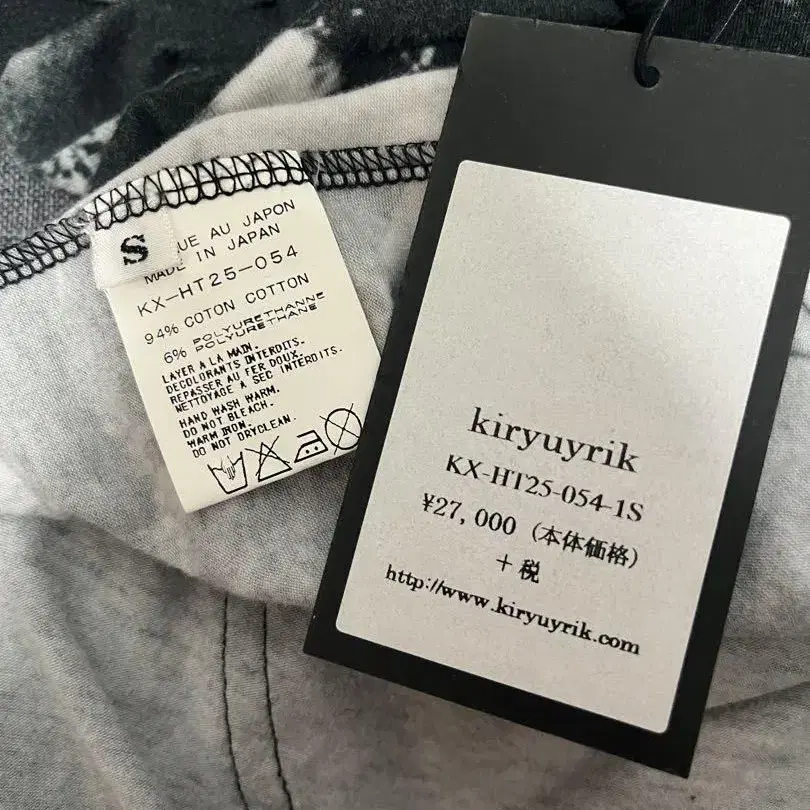 S
UE AU JAPON
MADE IN JAPAN
KX-HT25-054
94% COTON COTTON
6% POLYURETHANNE
POLYURETHANE
LAYER A LA MAIN.
DECOLORANTS INTERDITS.
REPASSER AU FER DOUX.
NETTOYAGE A SEC INTERDITS.
HAND WASH WARM.
DO NOT BLEACH.
WARM IRON.
DO NOT DRYCLEAN.
kiryuyrik
KX-HT25-054-1S
¥27,000 (本体価格)
+税
http://www.kiryuyrik.com